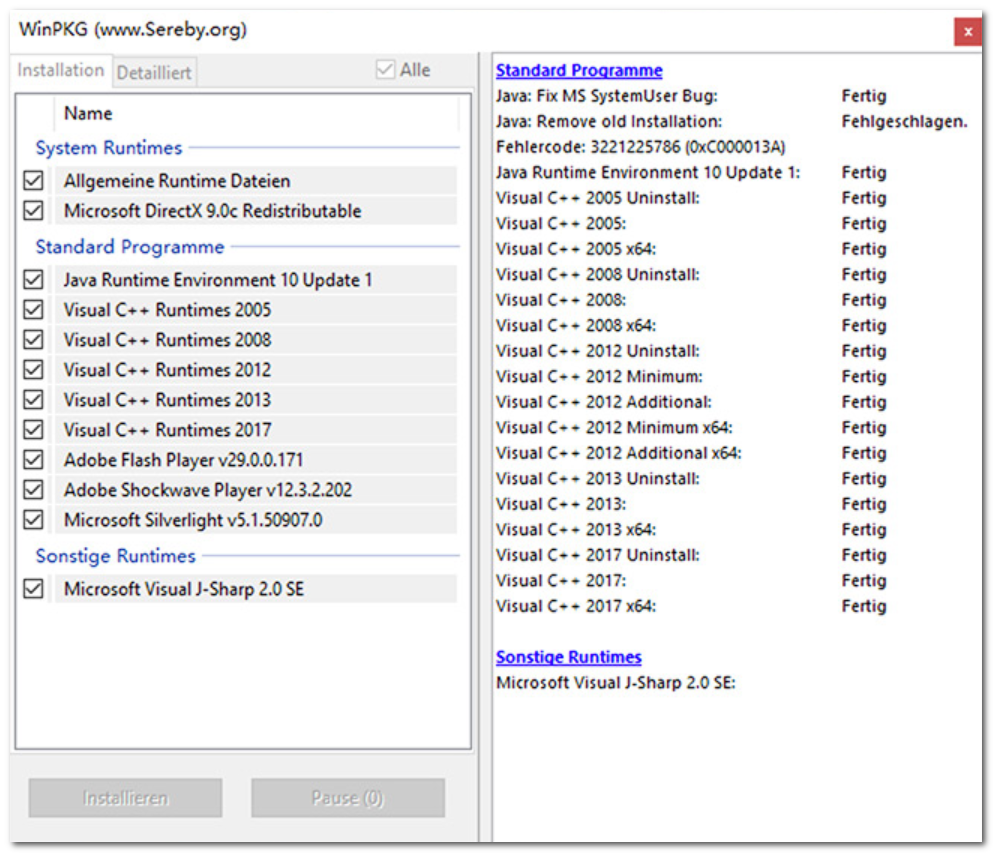 WinPKG (www.Sereby.org)
x
Installation
Detailliert
Alle
Name
System Runtimes
Allgemeine Runtime Dateien
Microsoft DirectX 9.0c Redistributable
Standard Programme
Java Runtime Environment 10 Update 1
Visual C++ Runtimes 2005
Visual C++ Runtimes 2008
Visual C++ Runtimes 2012
Visual C++ Runtimes 2013
Visual C++ Runtimes 2017
Adobe Flash Player v29.0.0.171
Adobe Shockwave Player v12.3.2.202
Microsoft Silverlight v5.1.50907.0
Sonstige Runtimes
Microsoft Visual J-Sharp 2.0 SE
Installieren
Pause (0)
Standard Programme
Java: Fix MS SystemUser Bug: Fertig
Java: Remove old Installation: Fehlgeschlagen.
Fehlercode: 3221225786 (0xC000013A)
Java Runtime Environment 10 Update 1: Fertig
Visual C++ 2005 Uninstall: Fertig
Visual C++ 2005: Fertig
Visual C++ 2005 x64: Fertig
Visual C++ 2008 Uninstall: Fertig
Visual C++ 2008: Fertig
Visual C++ 2008 x64: Fertig
Visual C++ 2012 Uninstall: Fertig
Visual C++ 2012 Minimum: Fertig
Visual C++ 2012 Additional: Fertig
Visual C++ 2012 Minimum x64: Fertig
Visual C++ 2012 Additional x64: Fertig
Visual C++ 2013 Uninstall: Fertig
Visual C++ 2013: Fertig
Visual C++ 2013 x64: Fertig
Visual C++ 2017 Uninstall: Fertig
Visual C++ 2017: Fertig
Visual C++ 2017 x64: Fertig
Sonstige Runtimes
Microsoft Visual J-Sharp 2.0 SE: